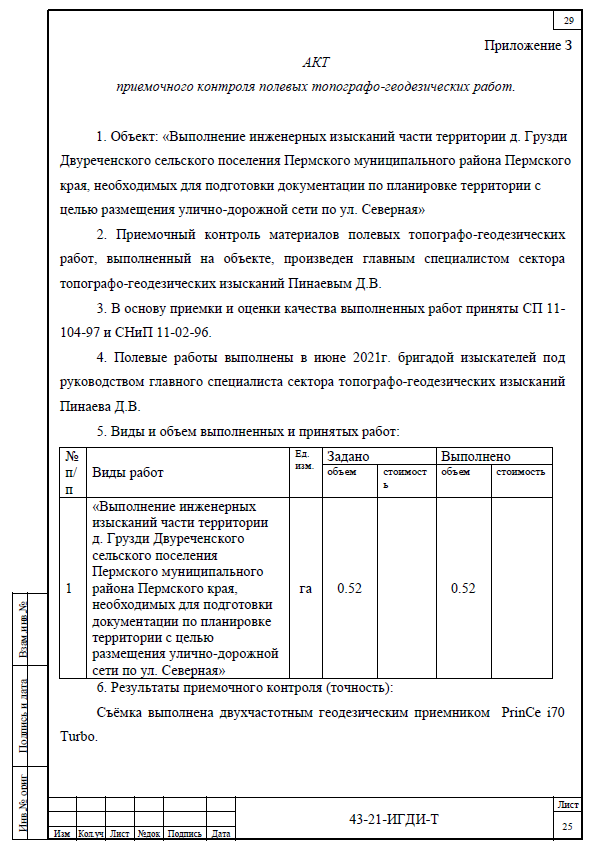 29
Приложение З
АКТ
приемочного контроля полевых топографо-геодезических работ.
1. Объект: «Выполнение инженерных изысканий части территории д. Грузди
Двуреченского сельского поселения Пермского муниципального района Пермского
края, необходимых для подготовки документации по планировке территории с
целью размещения улично-дорожной сети по ул. Северная»
2. Приемочный контроль материалов полевых топографо-геодезических
работ, выполненный на объекте, произведен главным специалистом сектора
топографо-геодезических изысканий Пинаевым Д.В.
3. В основу приемки и оценки качества выполненных работ приняты СП 11-
104-97 и СНиП 11-02-96.
4. Полевые работы выполнены в июне 2021г. бригадой изыскателей под
руководством главного специалиста сектора топографо-геодезических изысканий
Пинаева Д.В.
5. Виды и объем выполненных и принятых работ:
№
п/
п
Виды работ
Ед.
изм.
Задано
Выполнено
объем
стоимост
ь
объем
стоимость
1
«Выполнение инженерных
изысканий части территории
д. Грузди Двуреченского
сельского поселения
Пермского муниципального
района Пермского края,
необходимых для подготовки
документации по планировке
территории с целью
размещения улично-дорожной
сети по ул. Северная»
га
0.52
0.52
6. Результаты приемочного контроля (точность):
Съёмка выполнена двухчастотным геодезическим приемником PrinCe i70
Turbo.
Взам инв №
Подпись и дата
Инв № ориг
Изм Кол.уч Лист №док Подпись Дата
43-21-ИГДИ-Т
Лист
25